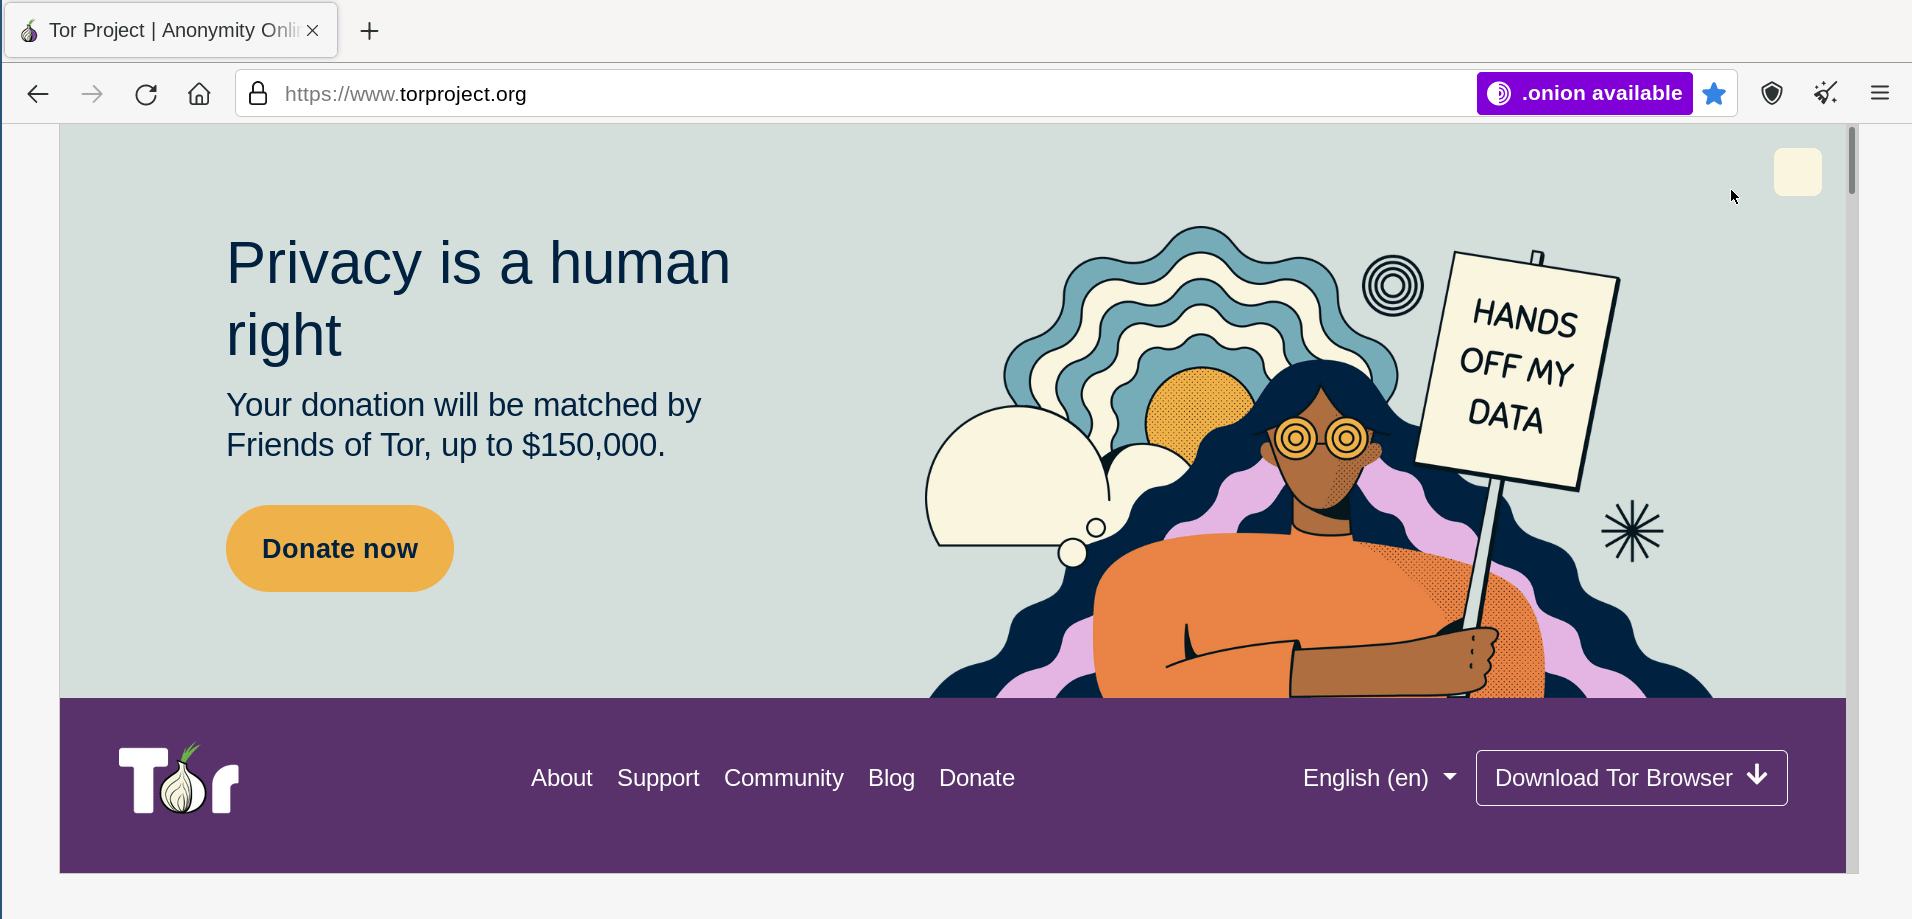 Tor Project | Anonymity Onli
https://www.torproject.org
.onion available
Privacy is a human
right
Your donation will be matched by
Friends of Tor, up to $150,000.
Donate now
HANDS
OFF MY
DATA
Tor
About Support Community Blog Donate
English (en)
Download Tor Browser